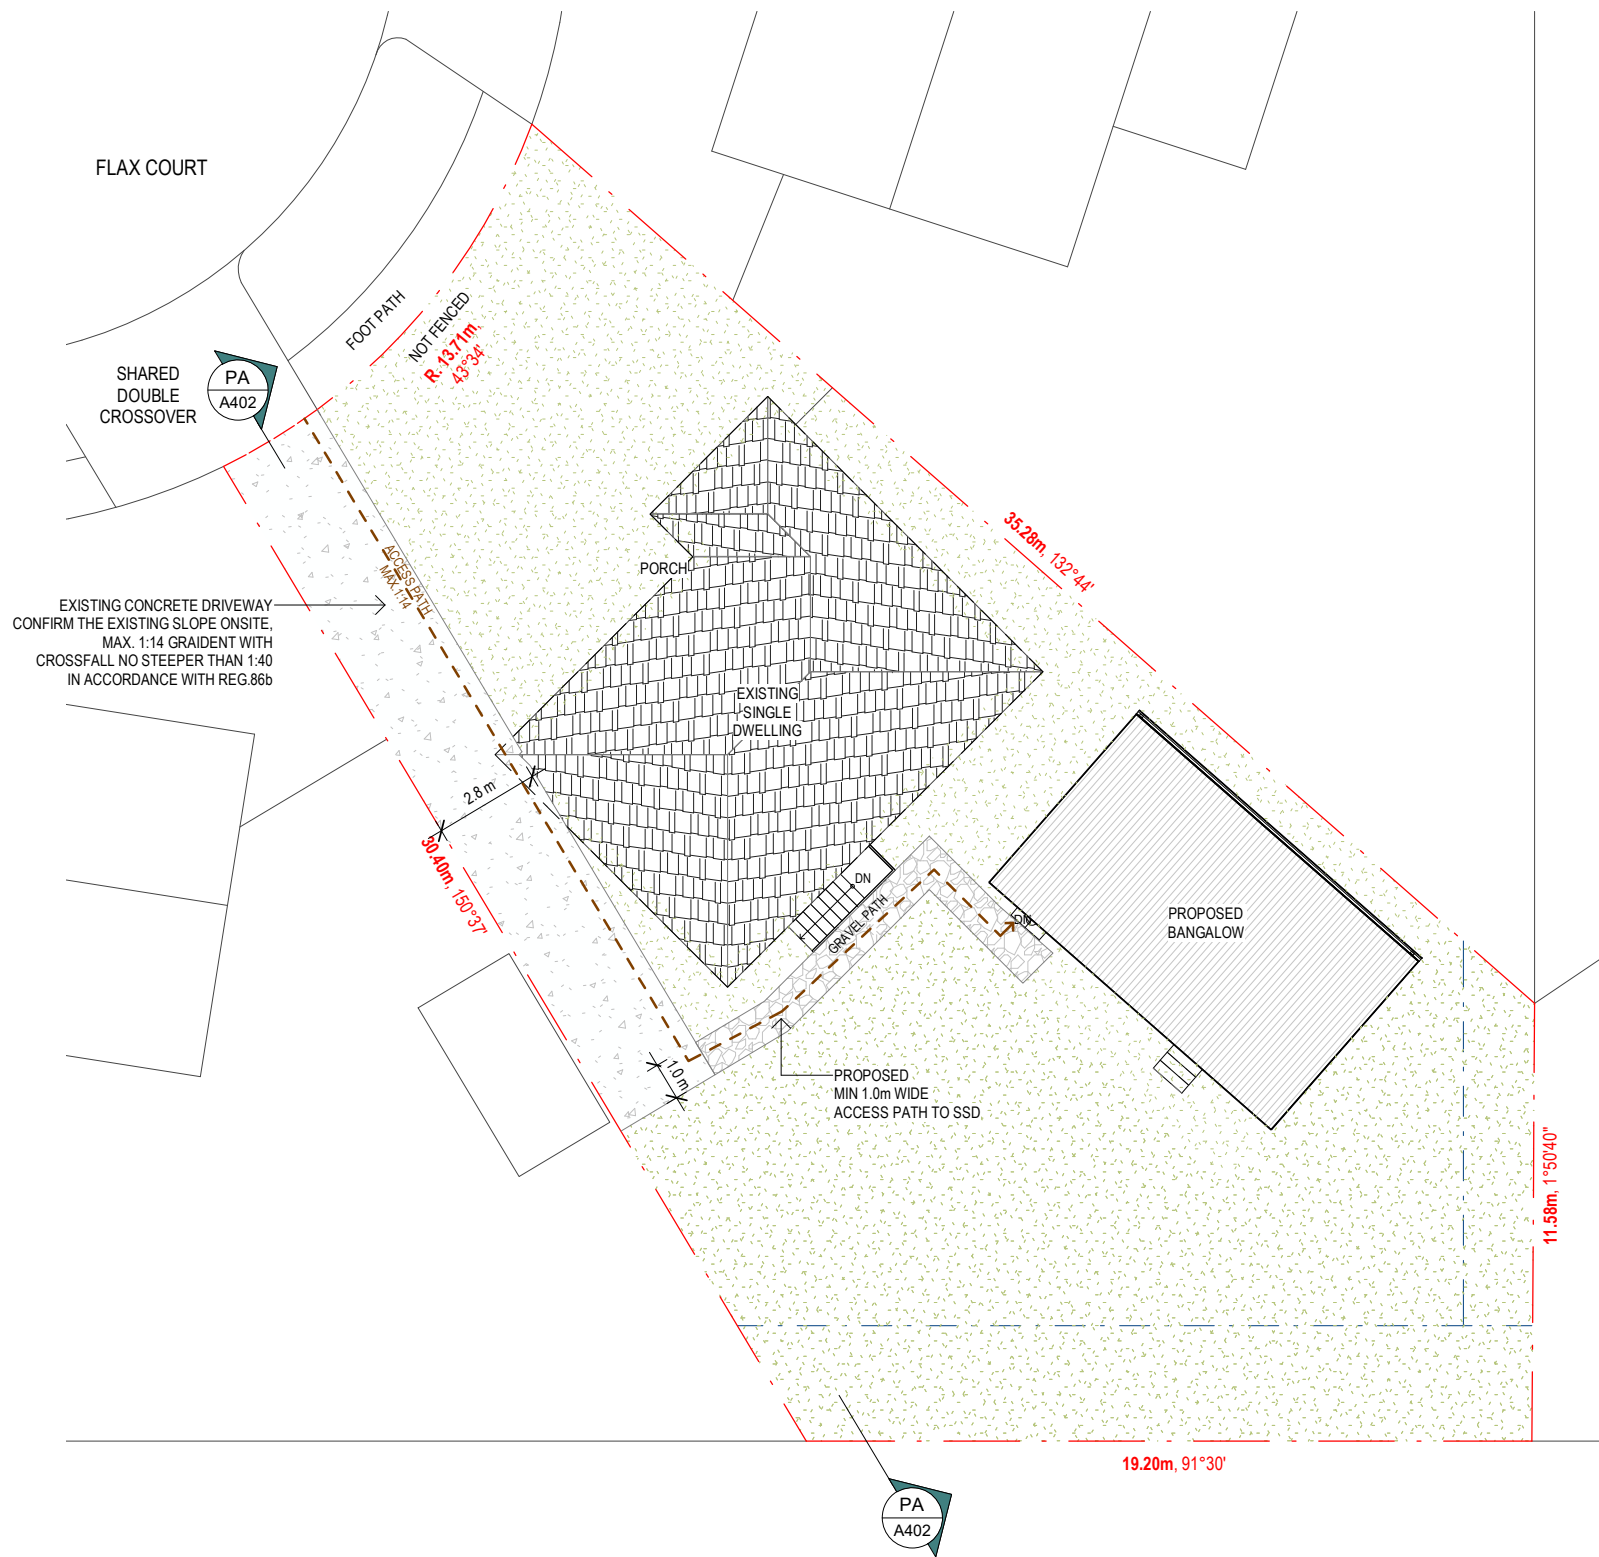 FLAX COURT
FOOT PATH
NOT FENCED
R. 13.71m,
43°34'
SHARED
DOUBLE
CROSSOVER
PA
A402
ACCESS PATH
MAX.1:14
EXISTING CONCRETE DRIVEWAY
CONFIRM THE EXISTING SLOPE ONSITE,
MAX. 1:14 GRAIDENT WITH
CROSSFALL NO STEEPER THAN 1:40
IN ACCORDANCE WITH REG.86b
PORCH
35.28m, 132°44'
EXISTING
SINGLE
DWELLING
2.8 m
30.40m, 150°37'
DN
GRAVEL PATH
DN
PROPOSED
BANGALOW
1.0 m
PROPOSED
MIN 1.0m WIDE
ACCESS PATH TO SSD
11.58m, 1°50'40"
19.20m, 91°30'
PA
A402